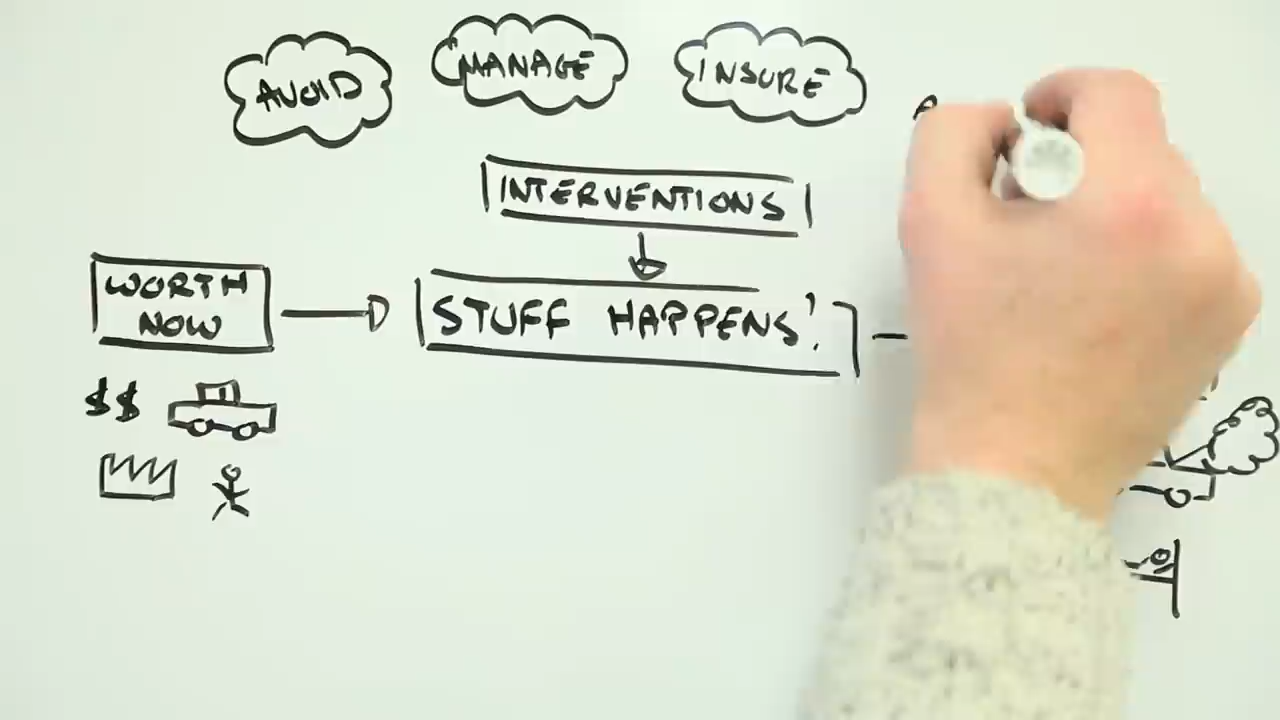 AVOID
MANAGE
INSURE
INTERVENTIONS
WORTH
NOW
STUFF HAPPENS!
$$